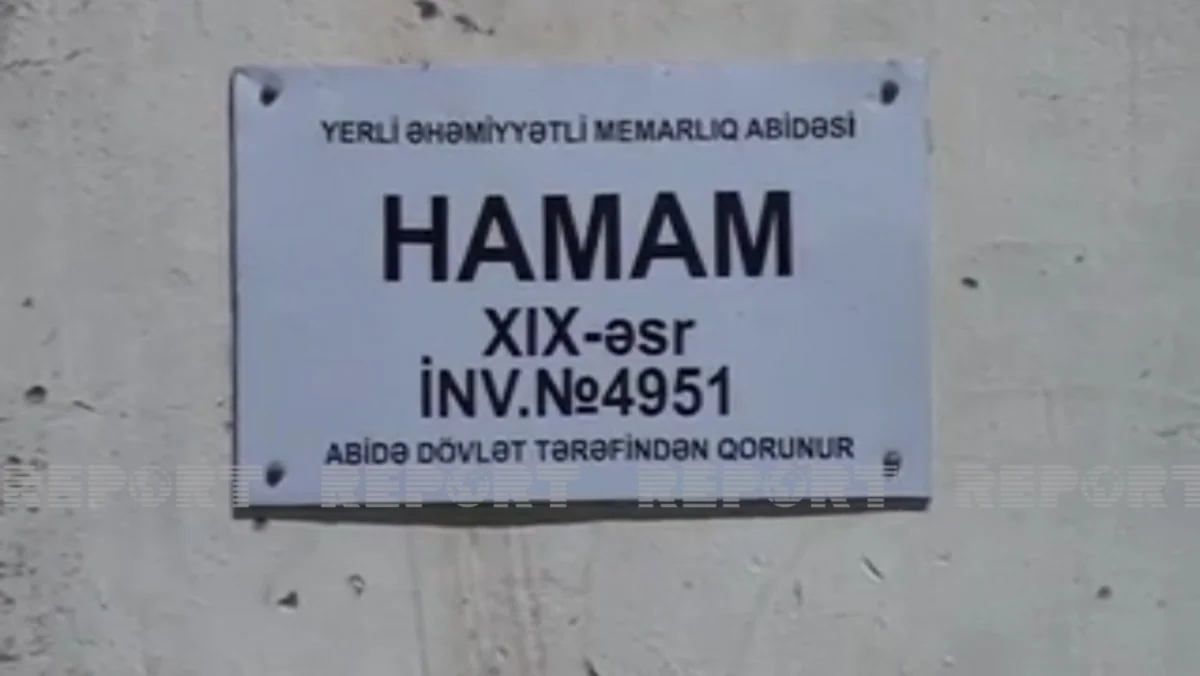 YERLİ ƏHƏMİYYƏTLİ MEMARLIQ ABİDƏSİ
HAMAM
XIX-əsr
İNV.№4951
ABİDƏ DÖVLƏT TƏRƏFİNDƏN QORUNUR
REPORT REPORT REPORT REPORT